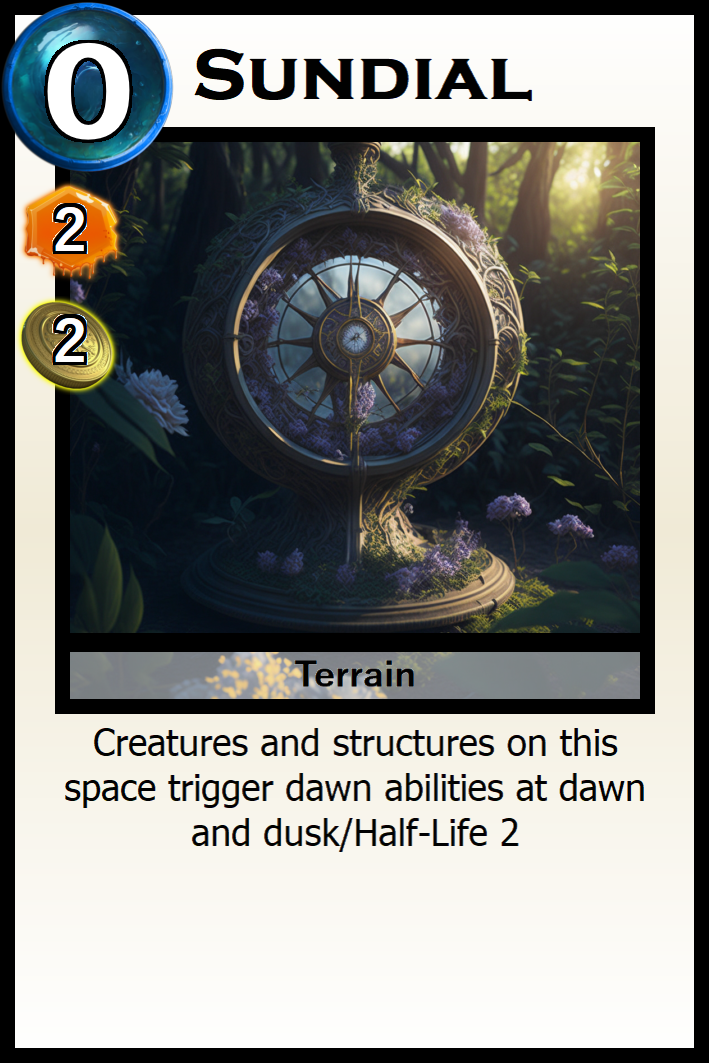 0
Sundial
2
2
Terrain
Creatures and structures on this
space trigger dawn abilities at dawn
and dusk/Half-Life 2